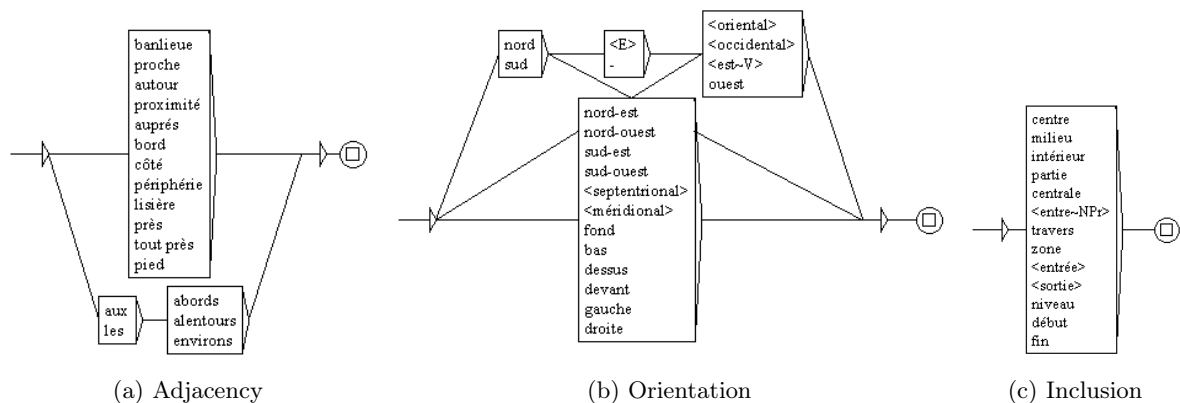 banlieue
proche
autour
proximité
auprés
bord
côté
périphérie
lisière
près
tout près
pied
aux
les
abords
alentours
environs
(a) Adjacency
nord
sud
<E>
-
<oriental>
<occidental>
<est~V>
ouest
nord-est
nord-ouest
sud-est
sud-ouest
<septentrional>
<méridional>
fond
bas
dessus
devant
gauche
droite
(b) Orientation
centre
milieu
intérieur
partie
centrale
<entre~NPr>
travers
zone
<entrée>
<sortie>
niveau
début
fin
(c) Inclusion